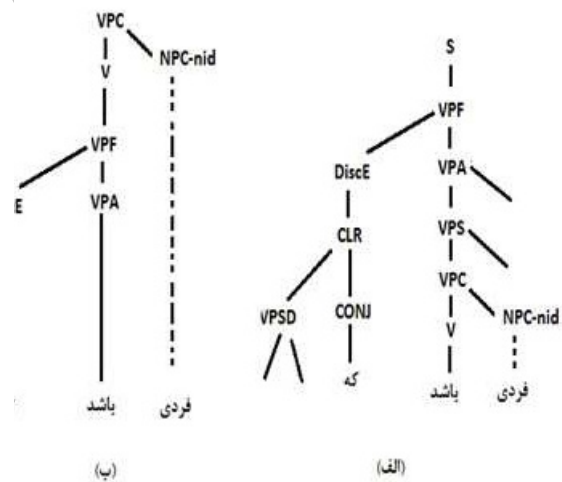 VPC
NPC-nid
V
VPF
E
VPA
باشد
فردی
(ب)
S
VPF
DiscE
VPA
CLR
VPS
VPC
VPSD
CONJ
NPC-nid
V
که
باشد
فردی
(الف)